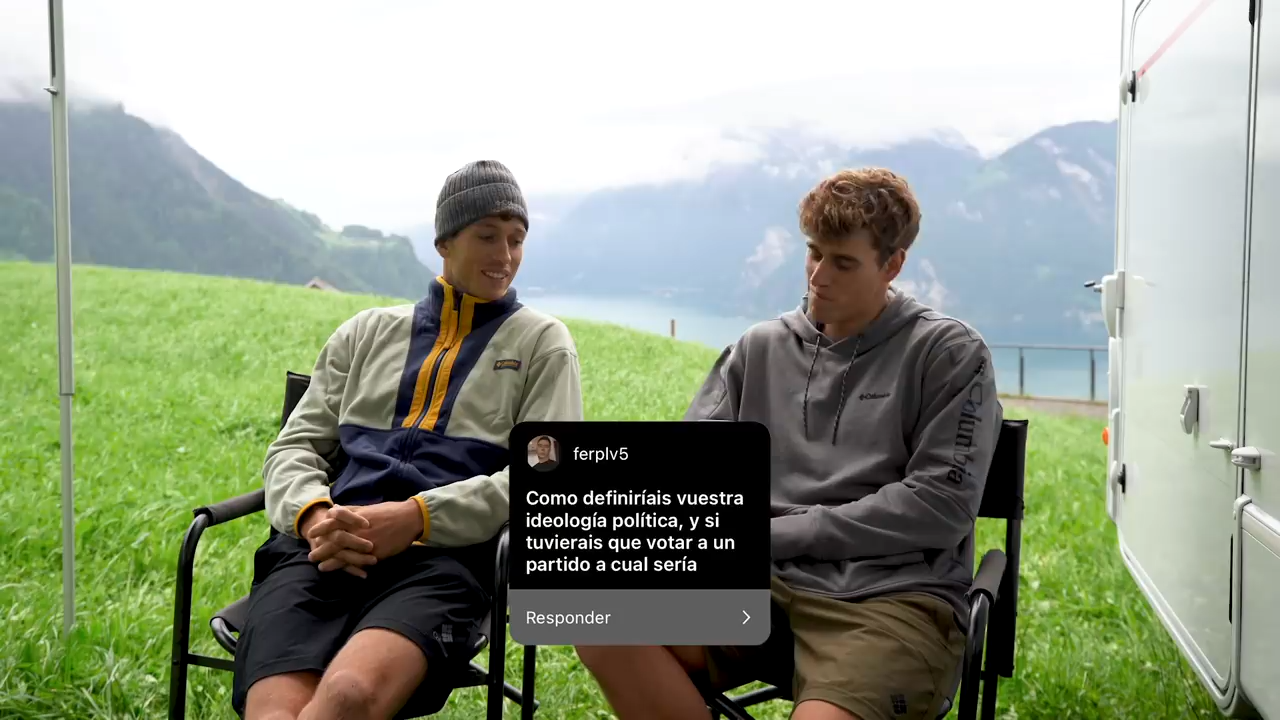 ferplv5
Como definiríais vuestra
ideología política, y si
tuvierais que votar a un
partido a cual sería
Responder
Columbia
Columbia